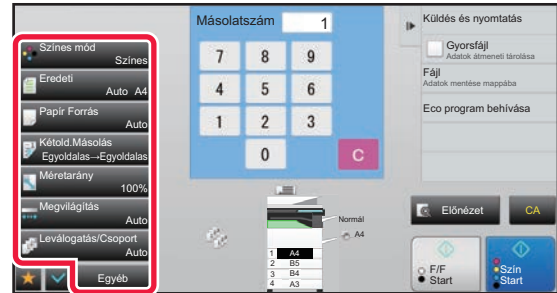 Színes mód
Színes
Eredeti
Auto A4
Papír Forrás
Auto
Kétold.Másolás
Egyoldalas→Egyoldalas
Méretarány
100%
Megvilágítás
Auto
Leválogatás/Csoport
Auto
Egyéb
Másolatszám 1
7 8 9
4 5 6
1 2 3
0 C
Normál
A4
1 A4
2 B5
3 B4
4 A3
Küldés és nyomtatás
Gyorsfájl
Adatok átmeneti tárolása
Fájl
Adatok mentése mappába
Eco program behívása
Előnézet
CA
F/F
Start
Szín
Start